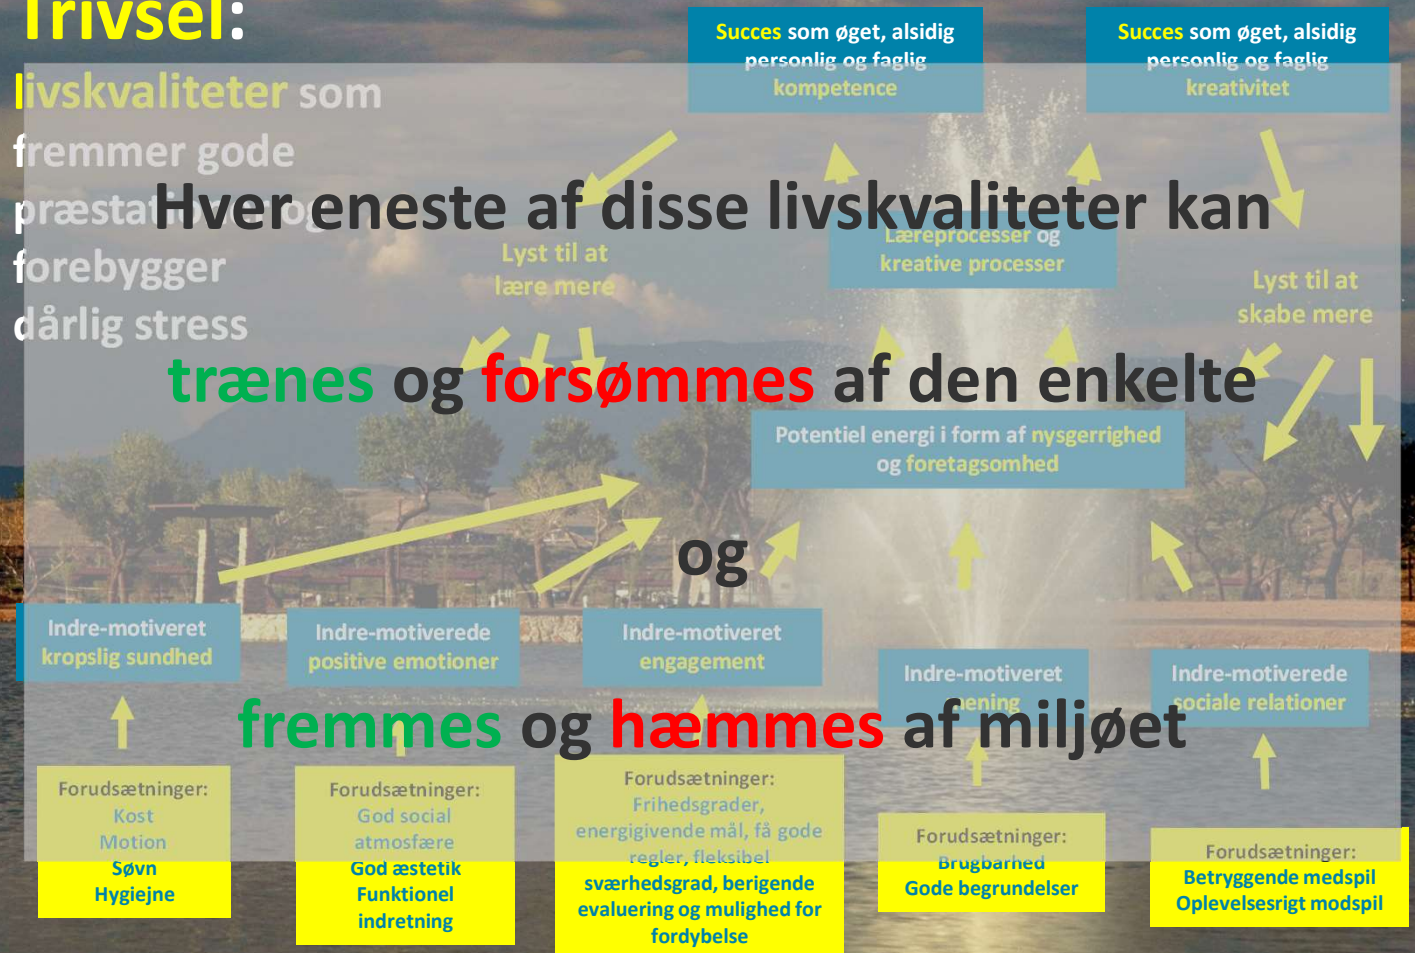 Trivsel:
livskvaliteter som
fremmer gode
præstationer og
forebygger
dårlig stress
Succes som øget, alsidig
personlig og faglig
kompetence
Succes som øget, alsidig
personlig og faglig
kreativitet
Hver eneste af disse livskvaliteter kan
trænes og forsømmes af den enkelte
og
fremmes og hæmmes af miljøet
Lyst til at
lære mere
Læreprocesser og
kreative processer
Lyst til at
skabe mere
Potentiel energi i form af nysgerrighed
og foretagsomhed
Indre-motiveret
kropslig sundhed
Indre-motiverede
positive emotioner
Indre-motiveret
engagement
Indre-motiveret
mening
Indre-motiverede
sociale relationer
Forudsætninger:
Kost
Motion
Søvn
Hygiejne
Forudsætninger:
God social
atmosfære
God æstetik
Funktionel
indretning
Forudsætninger:
Frihedsgrader,
energigivende mål, få gode
regler, fleksibel
sværhedsgrad, berigende
evaluering og mulighed for
fordybelse
Forudsætninger:
Brugbarhed
Gode begrundelser
Forudsætninger:
Betryggende medspil
Oplevelsesrigt modspil